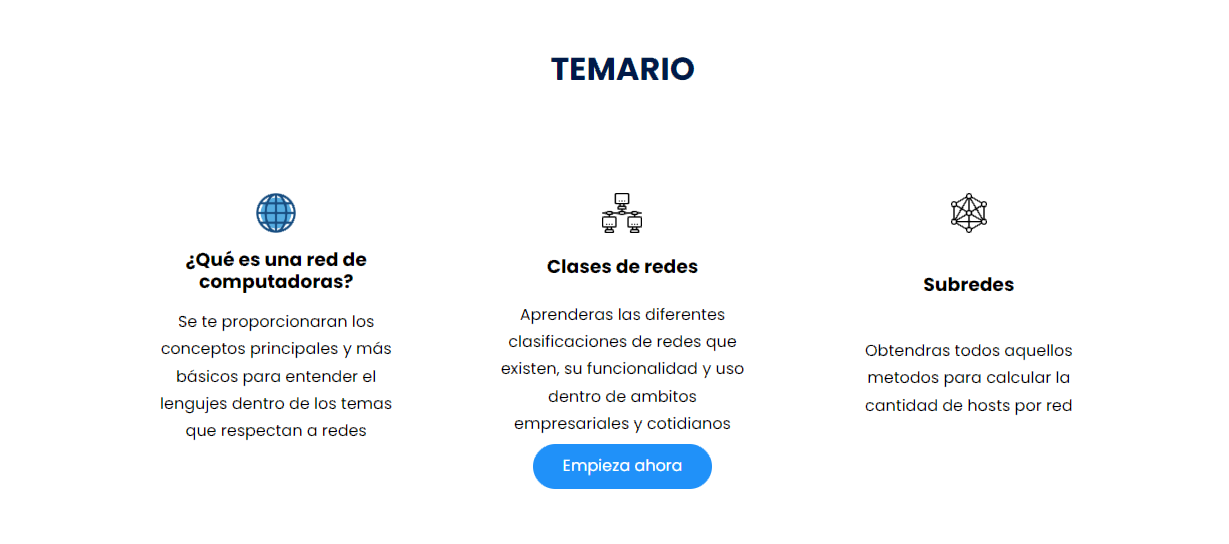 TEMARIO
¿Qué es una red de
computadoras?
Se te proporcionaran los
conceptos principales y más
básicos para entender el
lengujes dentro de los temas
que respectan a redes
Clases de redes
Aprenderas las diferentes
clasificaciones de redes que
existen, su funcionalidad y uso
dentro de ambitos
empresariales y cotidianos
Empieza ahora
Subredes
Obtendras todos aquellos
metodos para calcular la
cantidad de hosts por red